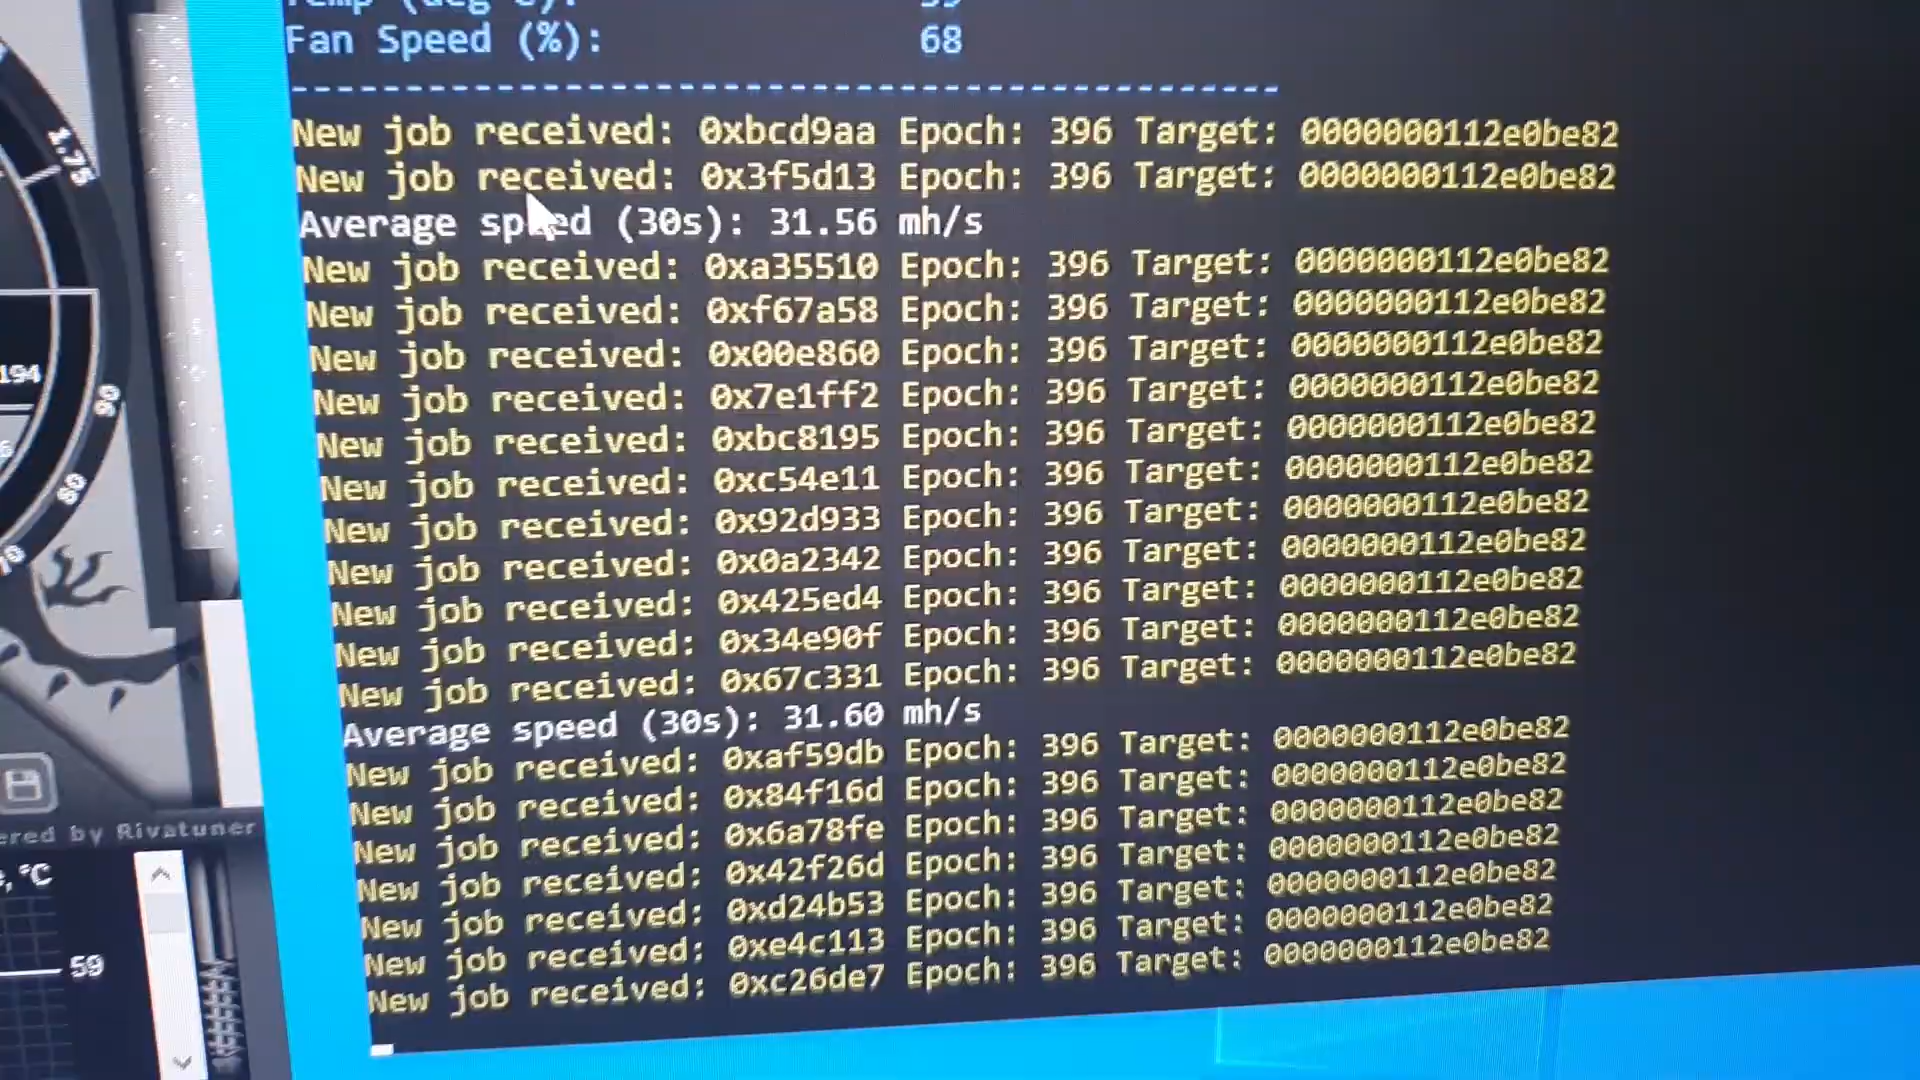 Temp (deg C): 59
Fan Speed (%): 68
---------------------------------------------
New job received: 0xbcd9aa Epoch: 396 Target: 0000000112e0be82
New job received: 0x3f5d13 Epoch: 396 Target: 0000000112e0be82
Average speed (30s): 31.56 mh/s
New job received: 0xa35510 Epoch: 396 Target: 0000000112e0be82
New job received: 0xf67a58 Epoch: 396 Target: 0000000112e0be82
New job received: 0x00e860 Epoch: 396 Target: 0000000112e0be82
New job received: 0x7e1ff2 Epoch: 396 Target: 0000000112e0be82
New job received: 0xbc8195 Epoch: 396 Target: 0000000112e0be82
New job received: 0xc54e11 Epoch: 396 Target: 0000000112e0be82
New job received: 0x92d933 Epoch: 396 Target: 0000000112e0be82
New job received: 0x0a2342 Epoch: 396 Target: 0000000112e0be82
New job received: 0x425ed4 Epoch: 396 Target: 0000000112e0be82
New job received: 0x34e90f Epoch: 396 Target: 0000000112e0be82
New job received: 0x67c331 Epoch: 396 Target: 0000000112e0be82
Average speed (30s): 31.60 mh/s
New job received: 0xaf59db Epoch: 396 Target: 0000000112e0be82
New job received: 0x84f16d Epoch: 396 Target: 0000000112e0be82
New job received: 0x6a78fe Epoch: 396 Target: 0000000112e0be82
New job received: 0x42f26d Epoch: 396 Target: 0000000112e0be82
New job received: 0xd24b53 Epoch: 396 Target: 0000000112e0be82
New job received: 0xe4c113 Epoch: 396 Target: 0000000112e0be82
New job received: 0xc26de7 Epoch: 396 Target: 0000000112e0be82
1.75
194
90
60
ered by Rivatuner
, °C
59